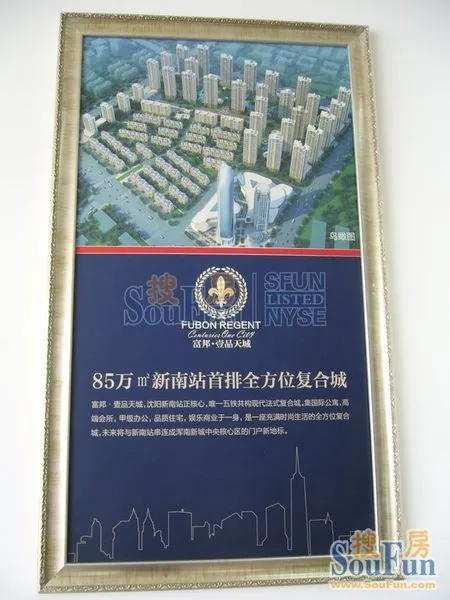 鸟瞰图
搜 SouFun SFUN LISTED NYSE
FUBON REGENT
Centuries One City
富邦·壹品天城
85万㎡新南站首排全方位复合城
富邦·壹品天城,沈阳新南站正核心,唯一五铁共构现代法式复合城,集国际公寓,高
端会所,甲级办公,品质住宅,娱乐商业于一身,是一座充满时尚生活的全方位复合
城,未来将与新南站串连成浑南新城中央核心区的门户新地标。
搜房
SouFun
www.SouFun.com